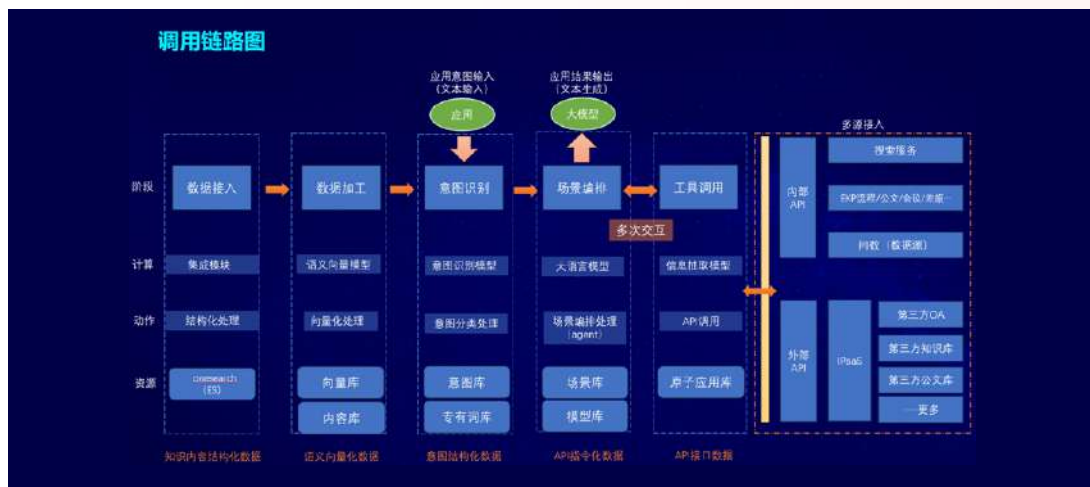 调用链路图
应用意图输入
(文本输入)
应用
应用结果输出
(文本生成)
大模型
多源接入
阶段
数据接入
数据加工
意图识别
场景编排
工具调用
多次交互
计算
集成模块
语义向量模型
意图识别模型
大语言模型
信息抽取模型
动作
结构化处理
向量化处理
意图分类处理
场景编排处理
(agent)
API调用
资源
(ES)
向量库
内容库
意图库
专有词库
场景库
模型库
原子应用库
知识内容结构化数据
语义向量化数据
意图结构化数据
API指令化数据
API接口数据
内部
API
搜索服务
EKP流程/公文/会议/
问数（数据源）
外部
API
IPaaS
第三方OA
第三方知识库
第三方公文库
更多